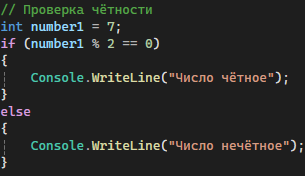 // Проверка чётности
int number1 = 7;
if (number1 % 2 == 0)
{
    Console.WriteLine("Число чётное");
}
else
{
    Console.WriteLine("Число нечётное");
}